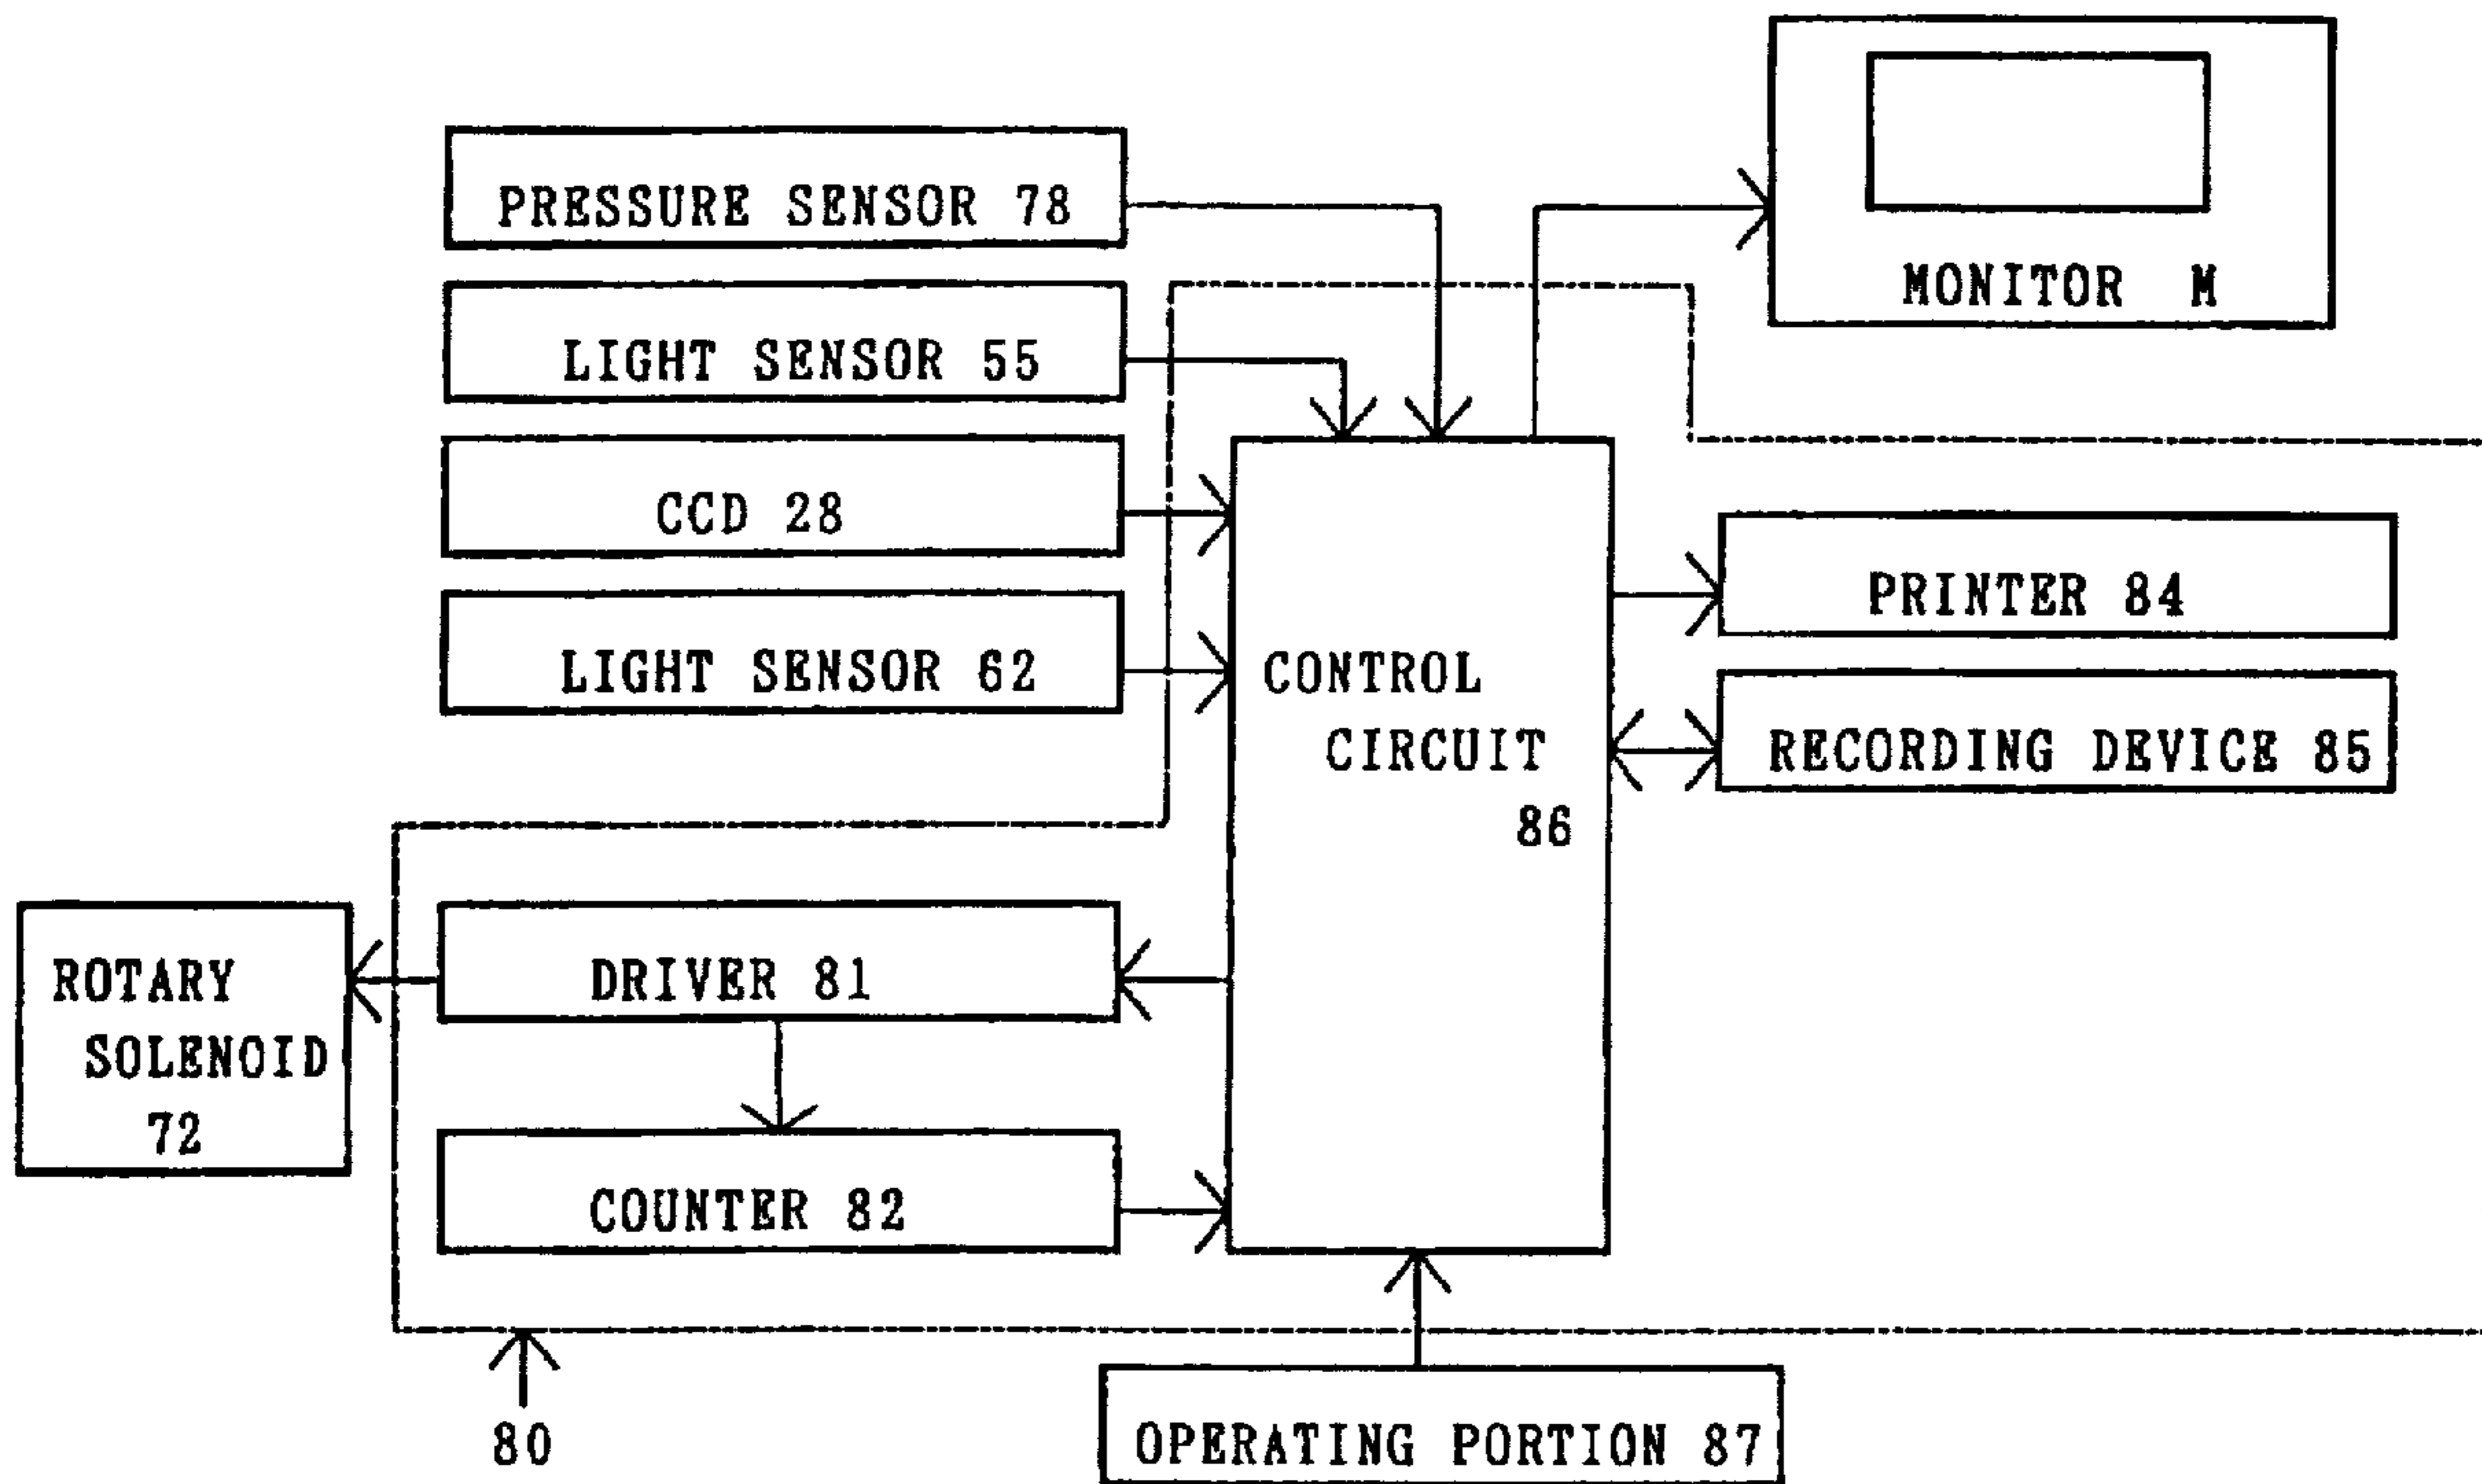 PRESSURE SENSOR 78
MONITOR M
LIGHT SENSOR 55
CCD 28
LIGHT SENSOR 62
CONTROL
CIRCUIT
86
PRINTER 84
RECORDING DEVICE 85
ROTARY
SOLENOID
72
DRIVER 81
COUNTER 82
80
OPERATING PORTION 87